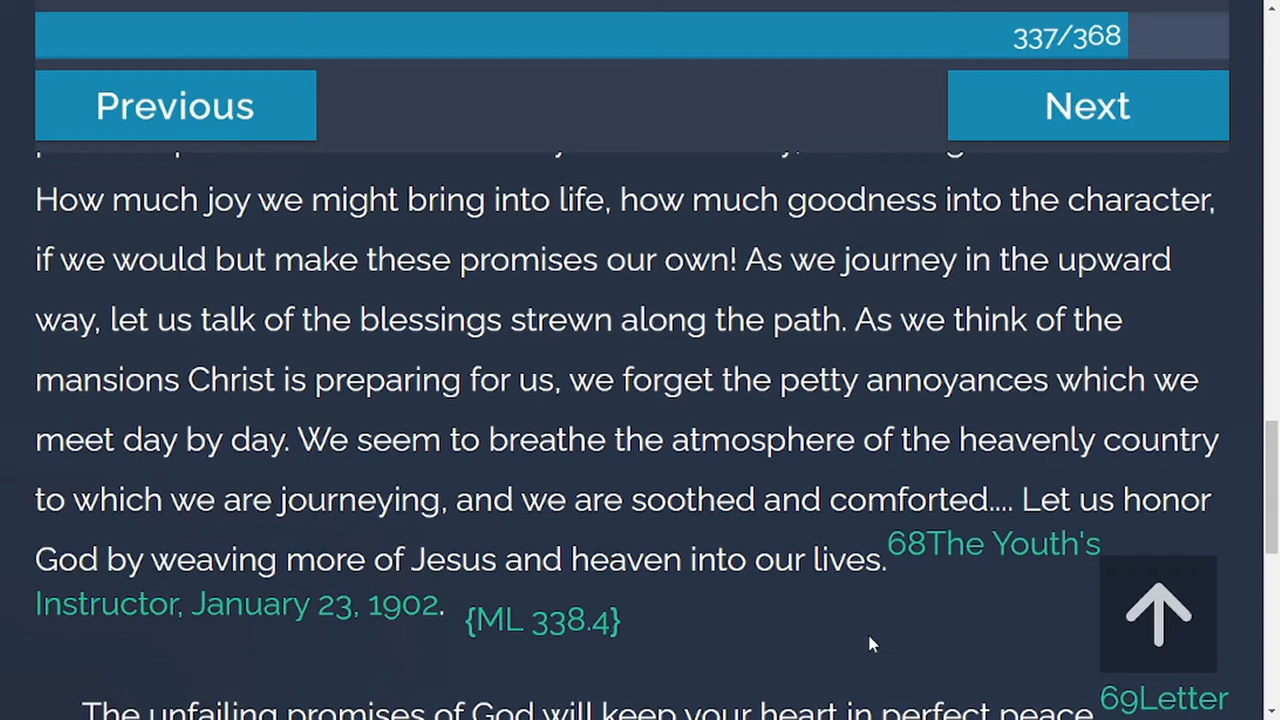 337/368
Previous
Next
How much joy we might bring into life, how much goodness into the character,
if we would but make these promises our own! As we journey in the upward
way, let us talk of the blessings strewn along the path. As we think of the
mansions Christ is preparing for us, we forget the petty annoyances which we
meet day by day. We seem to breathe the atmosphere of the heavenly country
to which we are journeying, and we are soothed and comforted.... Let us honor
God by weaving more of Jesus and heaven into our lives. 68The Youth's
Instructor, January 23, 1902. {ML 338.4}
The unfailing promises of God will keep your heart in perfect peace. 69Letter